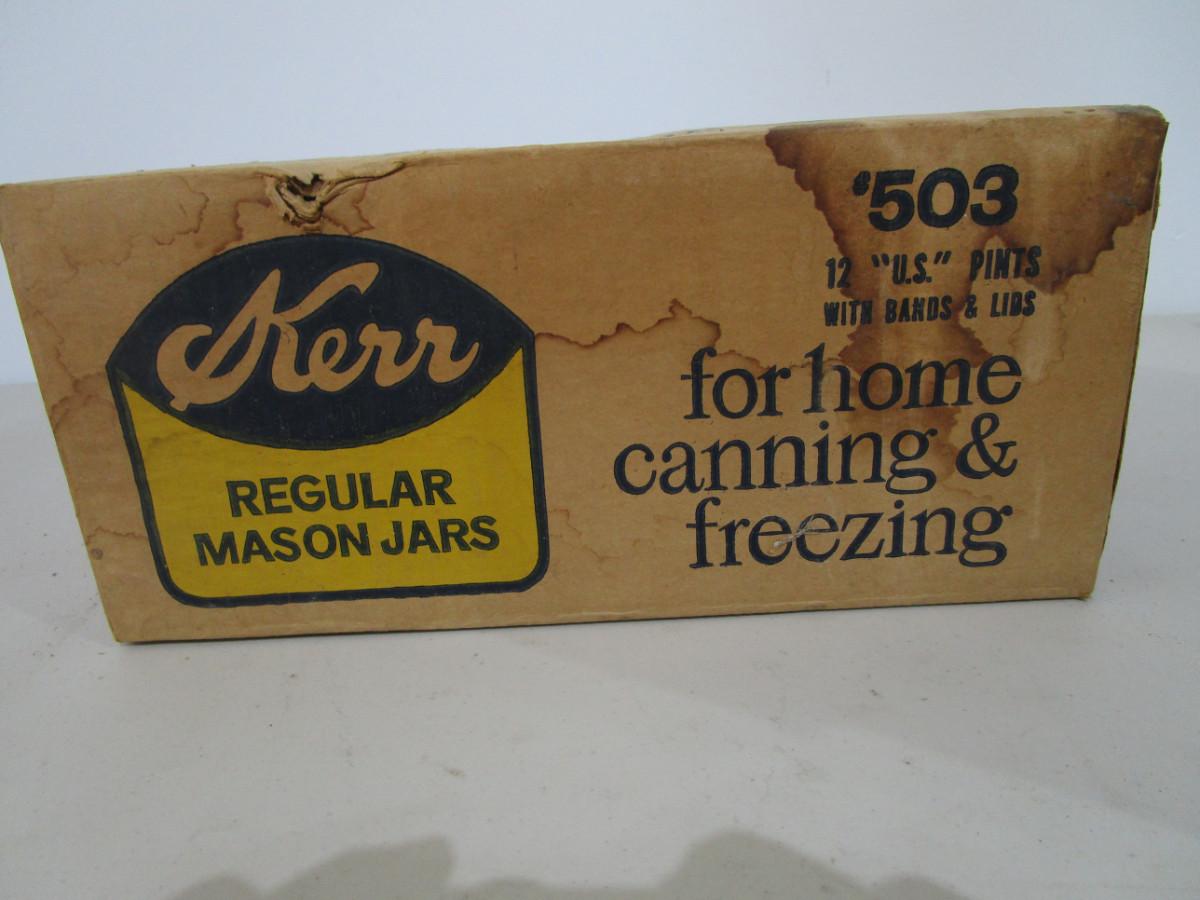 Kerr
REGULAR
MASON JARS
#503
12 "U.S." PINTS
WITH BANDS & LIDS
for home
canning &
freezing